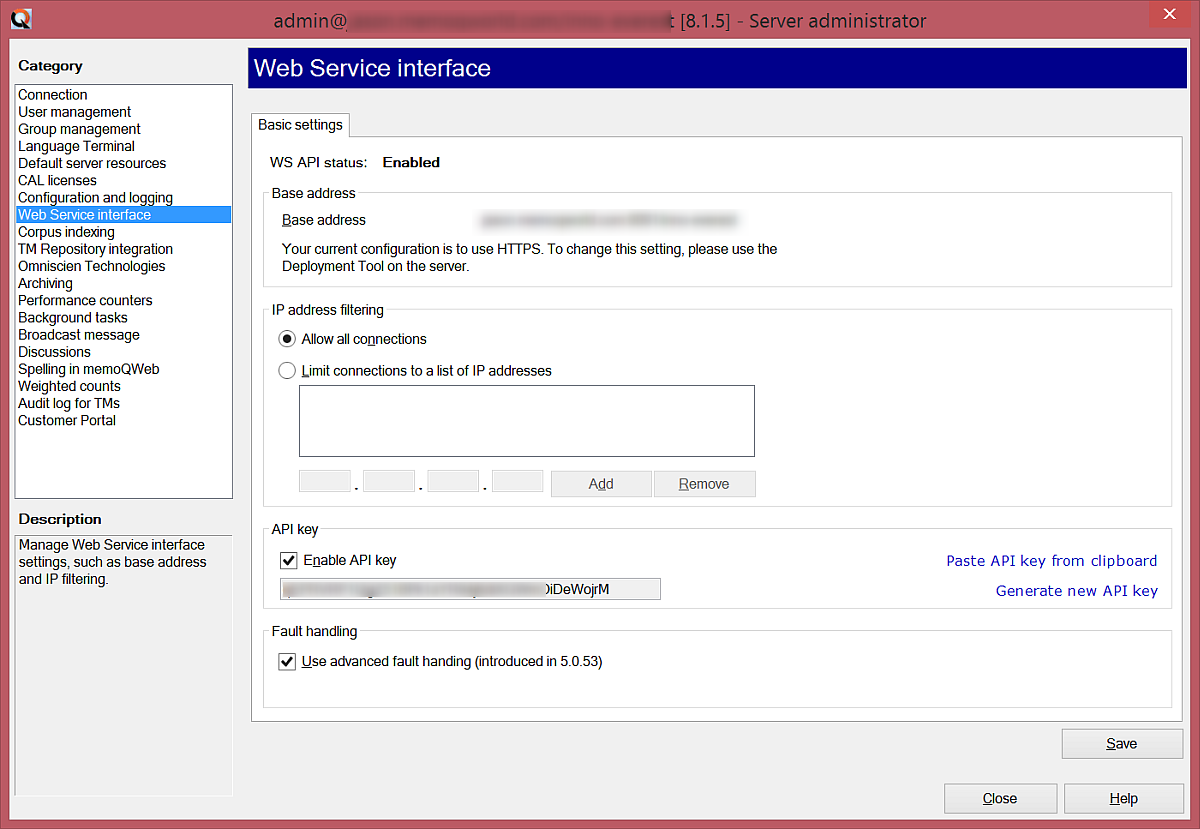 admin@ [8.1.5] - Server administrator
Category
Connection
User management
Group management
Language Terminal
Default server resources
CAL licenses
Configuration and logging
Web Service interface
Corpus indexing
TM Repository integration
Omniscien Technologies
Archiving
Performance counters
Background tasks
Broadcast message
Discussions
Spelling in memoQWeb
Weighted counts
Audit log for TMs
Customer Portal
Description
Manage Web Service interface
settings, such as base address
and IP filtering.
Web Service interface
Basic settings
WS API status: Enabled
Base address
Base address
Your current configuration is to use HTTPS. To change this setting, please use the
Deployment Tool on the server.
IP address filtering
Allow all connections
Limit connections to a list of IP addresses
. . . Add Remove
API key
Enable API key
Paste API key from clipboard
iDeWojrM
Generate new API key
Fault handling
Use advanced fault handing (introduced in 5.0.53)
Save
Close Help